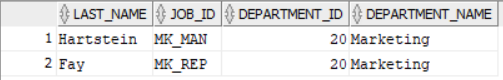 LAST_NAME JOB_ID DEPARTMENT_ID DEPARTMENT_NAME
1 Hartstein MK_MAN 20 Marketing
2 Fay MK_REP 20 Marketing